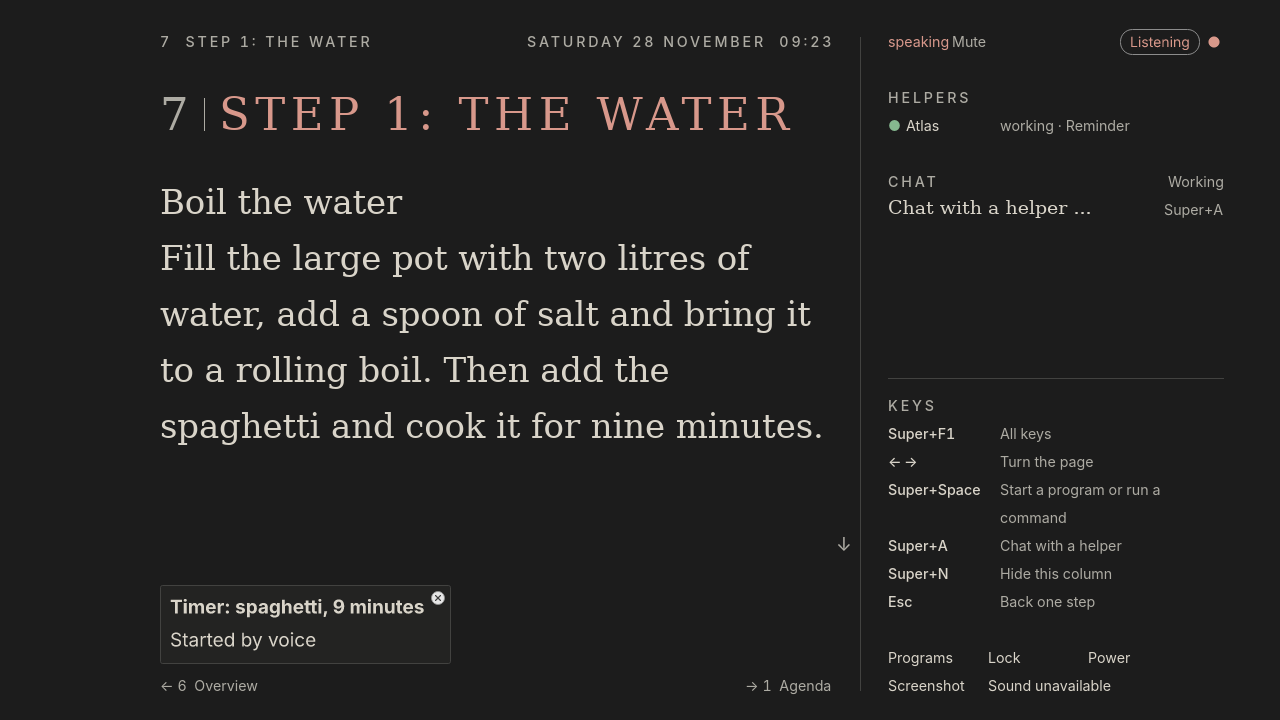 7 STEP 1: THE WATER
SATURDAY 28 NOVEMBER 09:23
7 STEP 1: THE WATER
Boil the water
Fill the large pot with two litres of
water, add a spoon of salt and bring it
to a rolling boil. Then add the
spaghetti and cook it for nine minutes.
↓
Timer: spaghetti, 9 minutes
Started by voice
← 6 Overview
→ 1 Agenda
speaking Mute
Listening
HELPERS
Atlas working · Reminder
CHAT Working
Chat with a helper ... Super+A
KEYS
Super+F1 All keys
← → Turn the page
Super+Space Start a program or run a
command
Super+A Chat with a helper
Super+N Hide this column
Esc Back one step
Programs Lock Power
Screenshot Sound unavailable